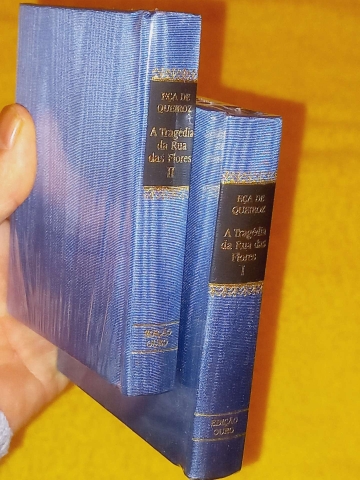 EÇA DE
QUEIROZ
A Tragédia
da Rua
das Flores
II
EDIÇÃO
OURO
EÇA DE
QUEIROZ
A Tragédia
da Rua das
Flores
I
EDIÇÃO
OURO